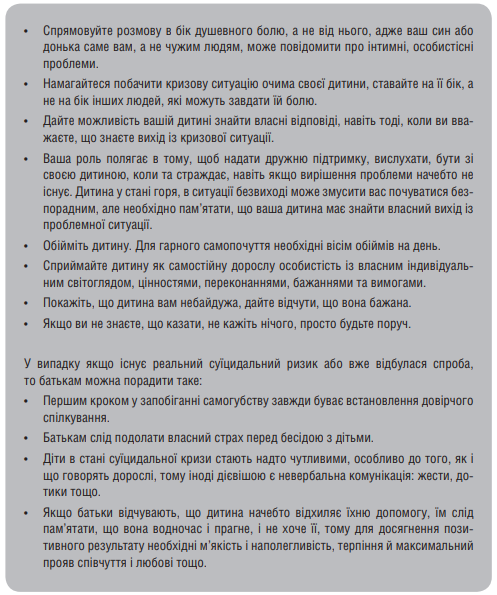 • Спрямовуйте розмову в бік душевного болю, а не від нього, адже ваш син або
донька саме вам, а не чужим людям, може повідомити про інтимні, особистісні
проблеми.
• Намагайтеся побачити кризову ситуацію очима своєї дитини, ставайте на її бік, а
не на бік інших людей, які можуть завдати їй болю.
• Дайте можливість вашій дитині знайти власні відповіді, навіть тоді, коли ви вва-
жаєте, що знаєте вихід із кризової ситуації.
• Ваша роль полягає в тому, щоб надати дружню підтримку, вислухати, бути зі
своєю дитиною, коли та страждає, навіть якщо вирішення проблеми начебто не
існує. Дитина у стані горя, в ситуації безвиході може змусити вас почуватися без-
порадним, але необхідно пам’ятати, що ваша дитина має знайти власний вихід із
проблемної ситуації.
• Обійміть дитину. Для гарного самопочуття необхідні вісім обіймів на день.
• Сприймайте дитину як самостійну дорослу особистість із власним індивідуаль-
ним світоглядом, цінностями, переконаннями, бажаннями та вимогами.
• Покажіть, що дитина вам небайдужа, дайте відчути, що вона бажана.
• Якщо ви не знаєте, що казати, не кажіть нічого, просто будьте поруч.
У випадку якщо існує реальний суїцидальний ризик або вже відбулася спроба,
то батькам можна порадити таке:
• Першим кроком у запобіганні самогубству завжди буває встановлення довірчого
спілкування.
• Батькам слід подолати власний страх перед бесідою з дітьми.
• Діти в стані суїцидальної кризи стають надто чутливими, особливо до того, як і
що говорять дорослі, тому іноді дієвішою є невербальна комунікація: жести, до-
тики тощо.
• Якщо батьки відчувають, що дитина начебто відхиляє їхню допомогу, їм слід
пам’ятати, що вона водночас і прагне, і не хоче її, тому для досягнення пози-
тивного результату необхідні м’якість і наполегливість, терпіння й максимальний
прояв співчуття і любові тощо.